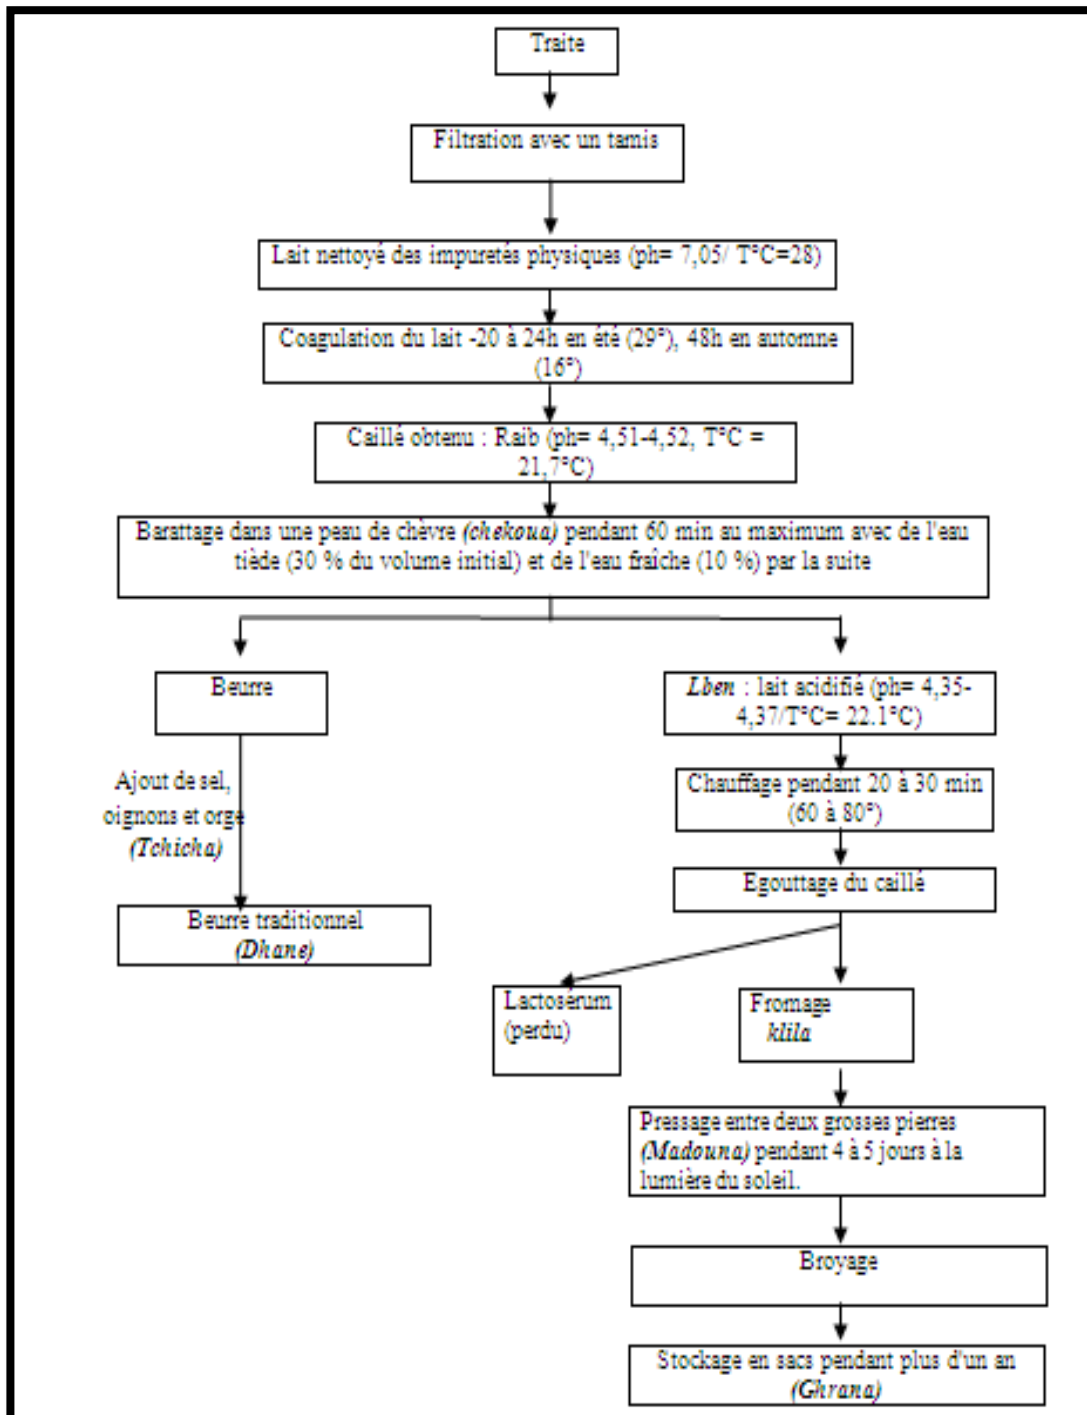 Traite
Filtration avec un tamis
Lait nettoyé des impuretés physiques (ph= 7,05/ T°C=28)
Coagulation du lait -20 à 24h en été (29°), 48h en automne
(16°)
Caillé obtenu : Raib (ph= 4,51-4,52, T°C =
21,7°C)
Barattage dans une peau de chèvre (chekoua) pendant 60 min au maximum avec de l'eau
tiède (30 % du volume initial) et de l'eau fraîche (10 %) par la suite
Beurre
Ajout de sel,
oignons et orge
(Tchicha)
Beurre traditionnel
(Dhane)
Lben : lait acidifié (ph= 4,35-
4,37/T°C= 22.1°C)
Chauffage pendant 20 à 30 min
(60 à 80°)
Egouttage du caillé
Lactosérum
(perdu)
Fromage
klila
Pressage entre deux grosses pierres
(Madouna) pendant 4 à 5 jours à la
lumière du soleil.
Broyage
Stockage en sacs pendant plus d'un an
(Ghrana)